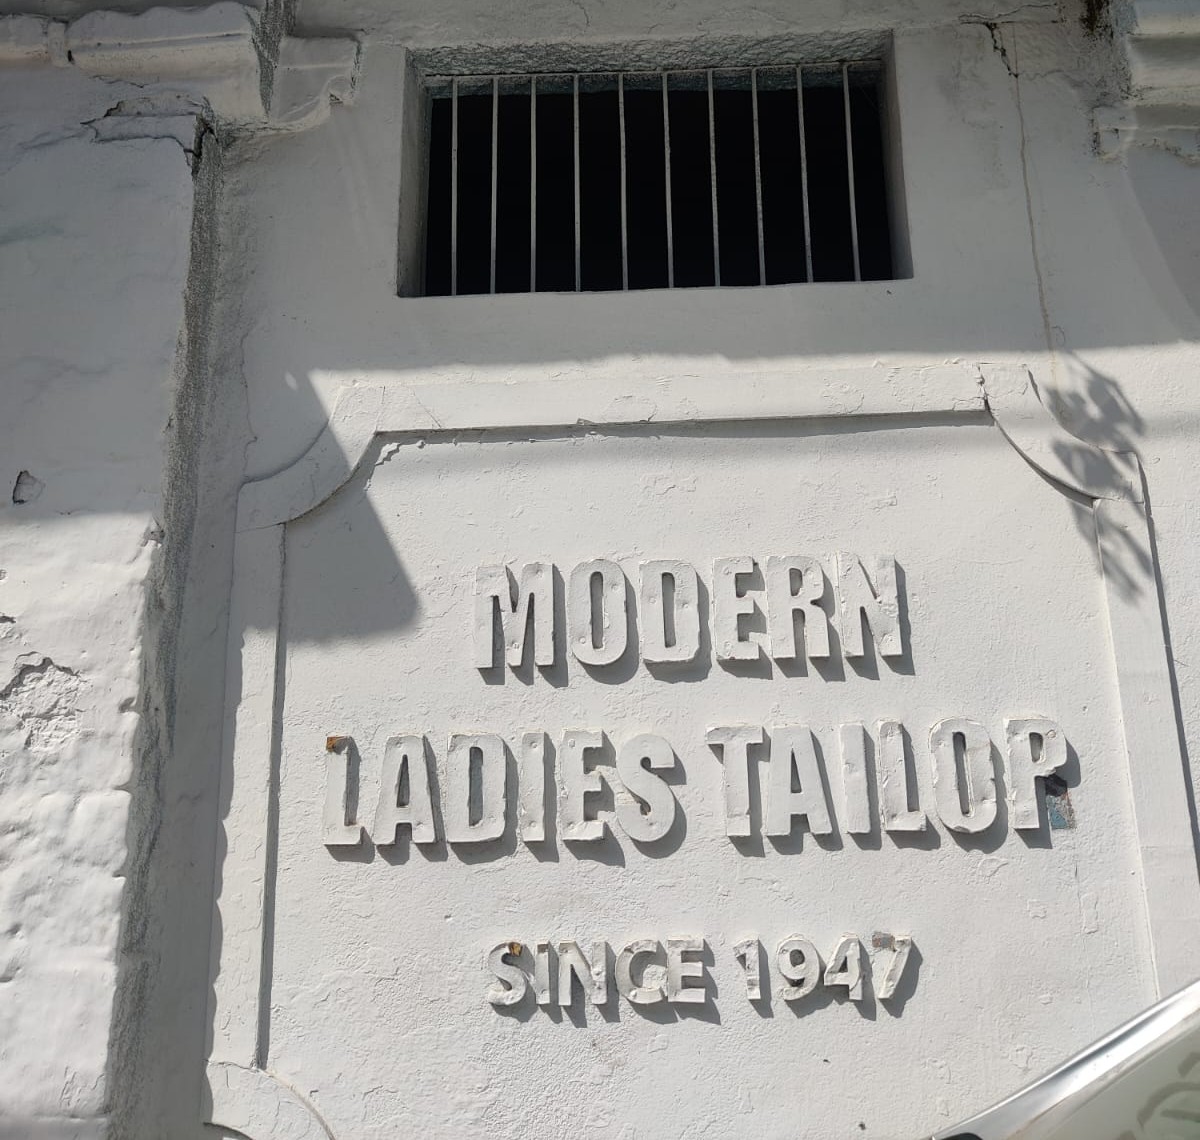 MODERN
LADIES TAILOP
SINCE 1947